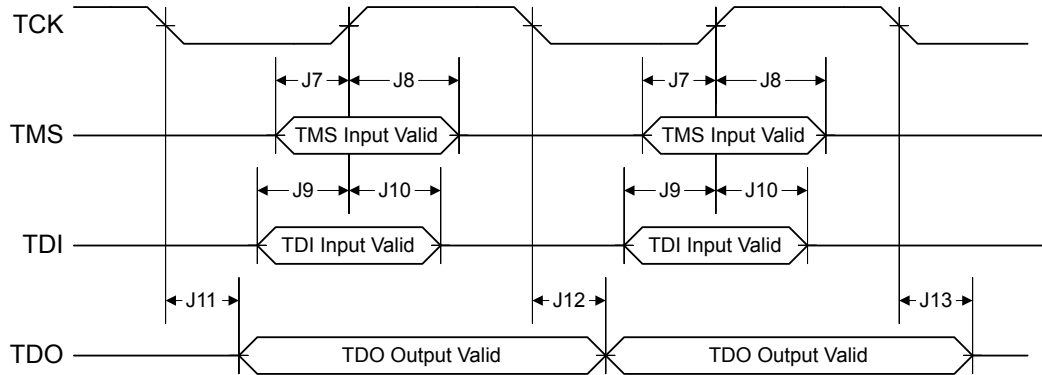 TCK
J7 J8 J7 J8
TMS TMS Input Valid TMS Input Valid
J9 J10 J9 J10
TDI TDI Input Valid TDI Input Valid
J11 J12 J13
TDO TDO Output Valid TDO Output Valid